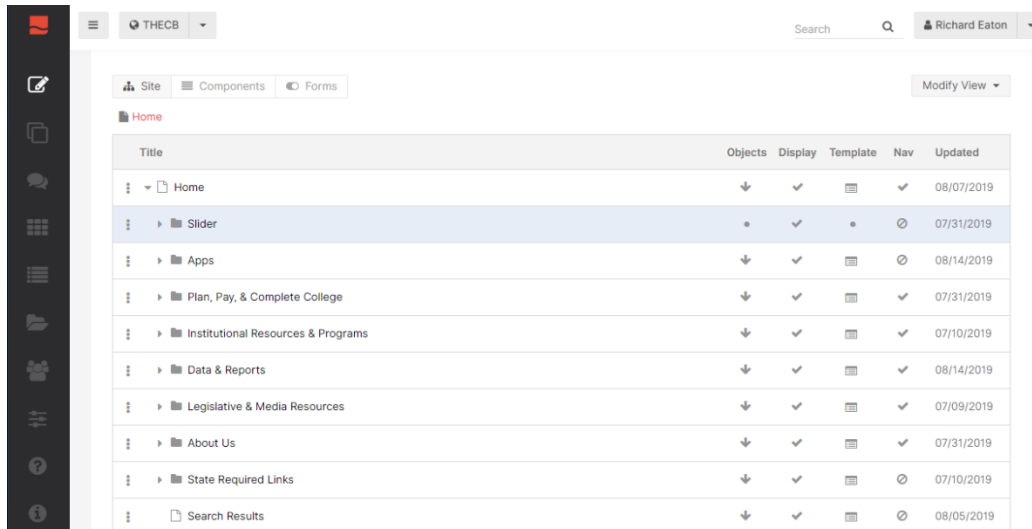 THECB
Search
Richard Eaton
Site Components Forms
Modify View
Home
Title Objects Display Template Nav Updated
Home 08/07/2019
Slider 07/31/2019
Apps 08/14/2019
Plan, Pay, & Complete College 07/31/2019
Institutional Resources & Programs 07/10/2019
Data & Reports 08/14/2019
Legislative & Media Resources 07/09/2019
About Us 07/31/2019
State Required Links 07/10/2019
Search Results 08/05/2019